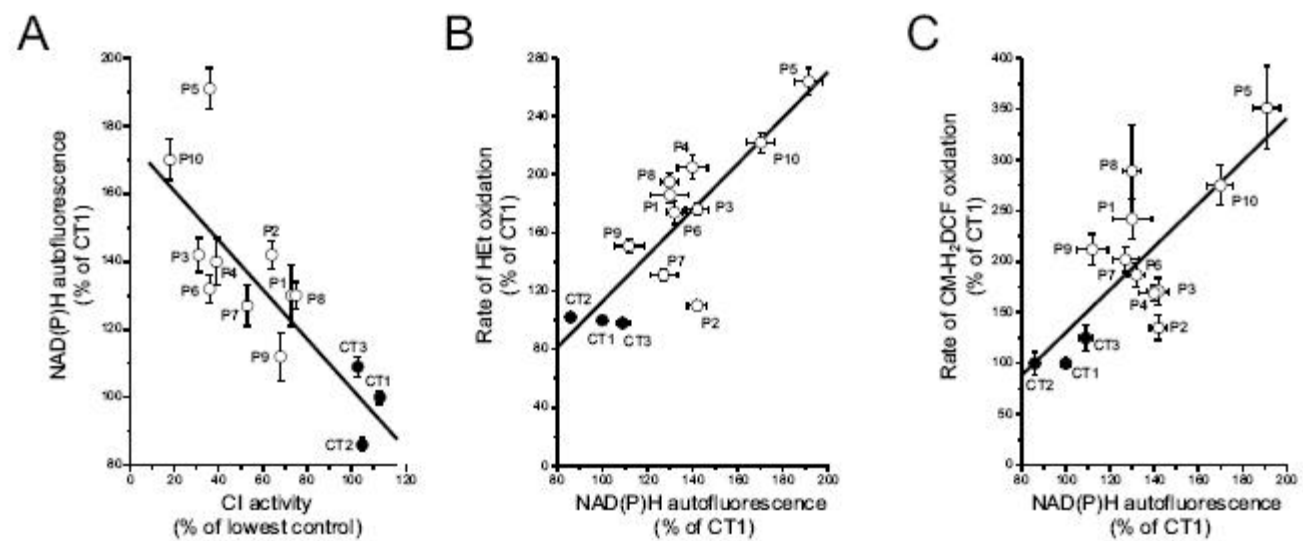 A
NAD(P)H autofluorescence
(% of CT1)
200
180
160
140
120
100
80
P5
P10
P2
P3
P4
P1
P8
P6
P7
P9
CT3
CT1
CT2
0
20
40
60
80
100
120
CI activity
(% of lowest control)
B
Rate of HEt oxidation
(% of CT1)
280
240
200
160
120
80
40
0
P5
P4
P10
P8
P1
P3
P6
P9
P7
P2
CT2
CT1
CT3
80
100
120
140
160
180
200
NAD(P)H autofluorescence
(% of CT1)
C
Rate of CM-H₂DCF oxidation
(% of CT1)
400
350
300
250
200
150
100
50
0
P5
P8
P10
P1
P9
P6
P7
P4
P3
P2
CT3
CT2
CT1
80
100
120
140
160
180
200
NAD(P)H autofluorescence
(% of CT1)